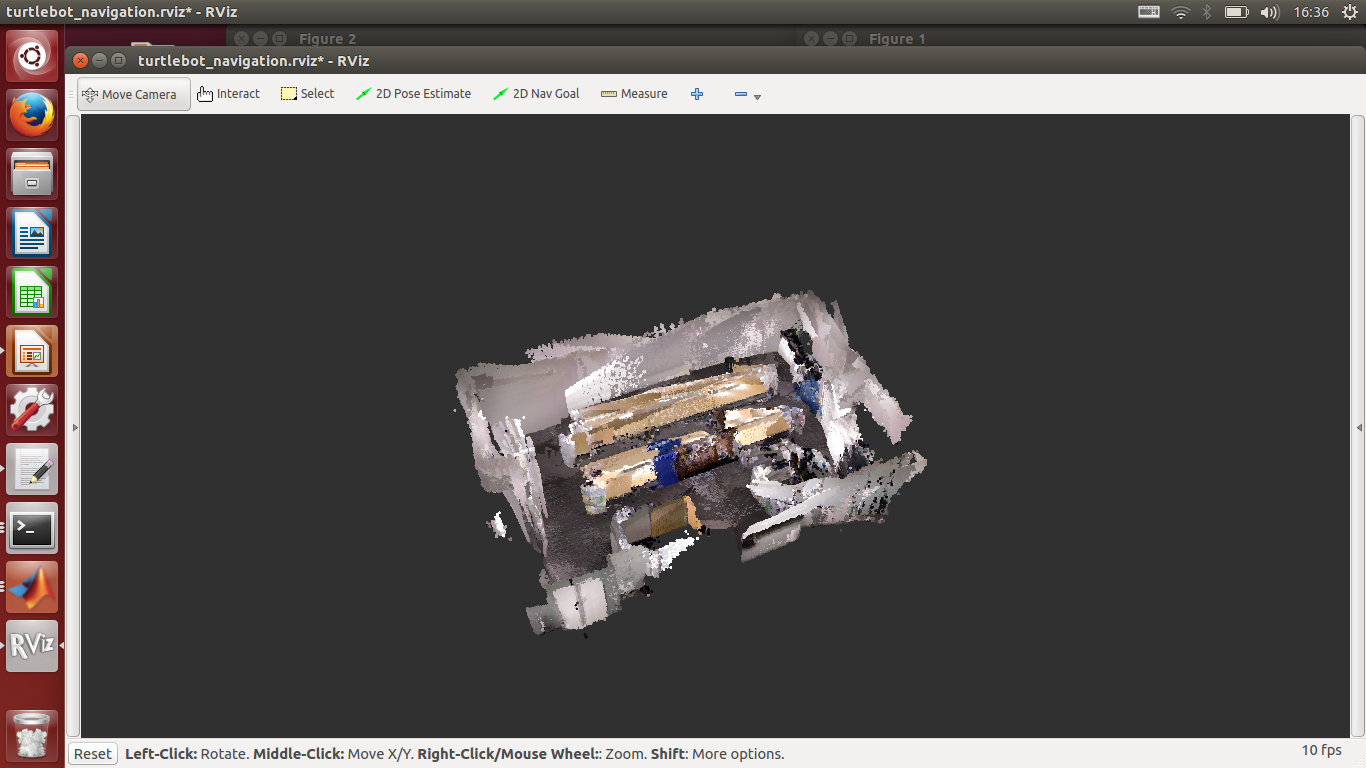 turtlebot_navigation.rviz* - RViz
16:36
Figure 2
Figure 1
turtlebot_navigation.rviz* - RViz
Move Camera
Interact
Select
2D Pose Estimate
2D Nav Goal
Measure
RViz
Reset
Left-Click: Rotate. Middle-Click: Move X/Y. Right-Click/Mouse Wheel:: Zoom. Shift: More options.
10 fps